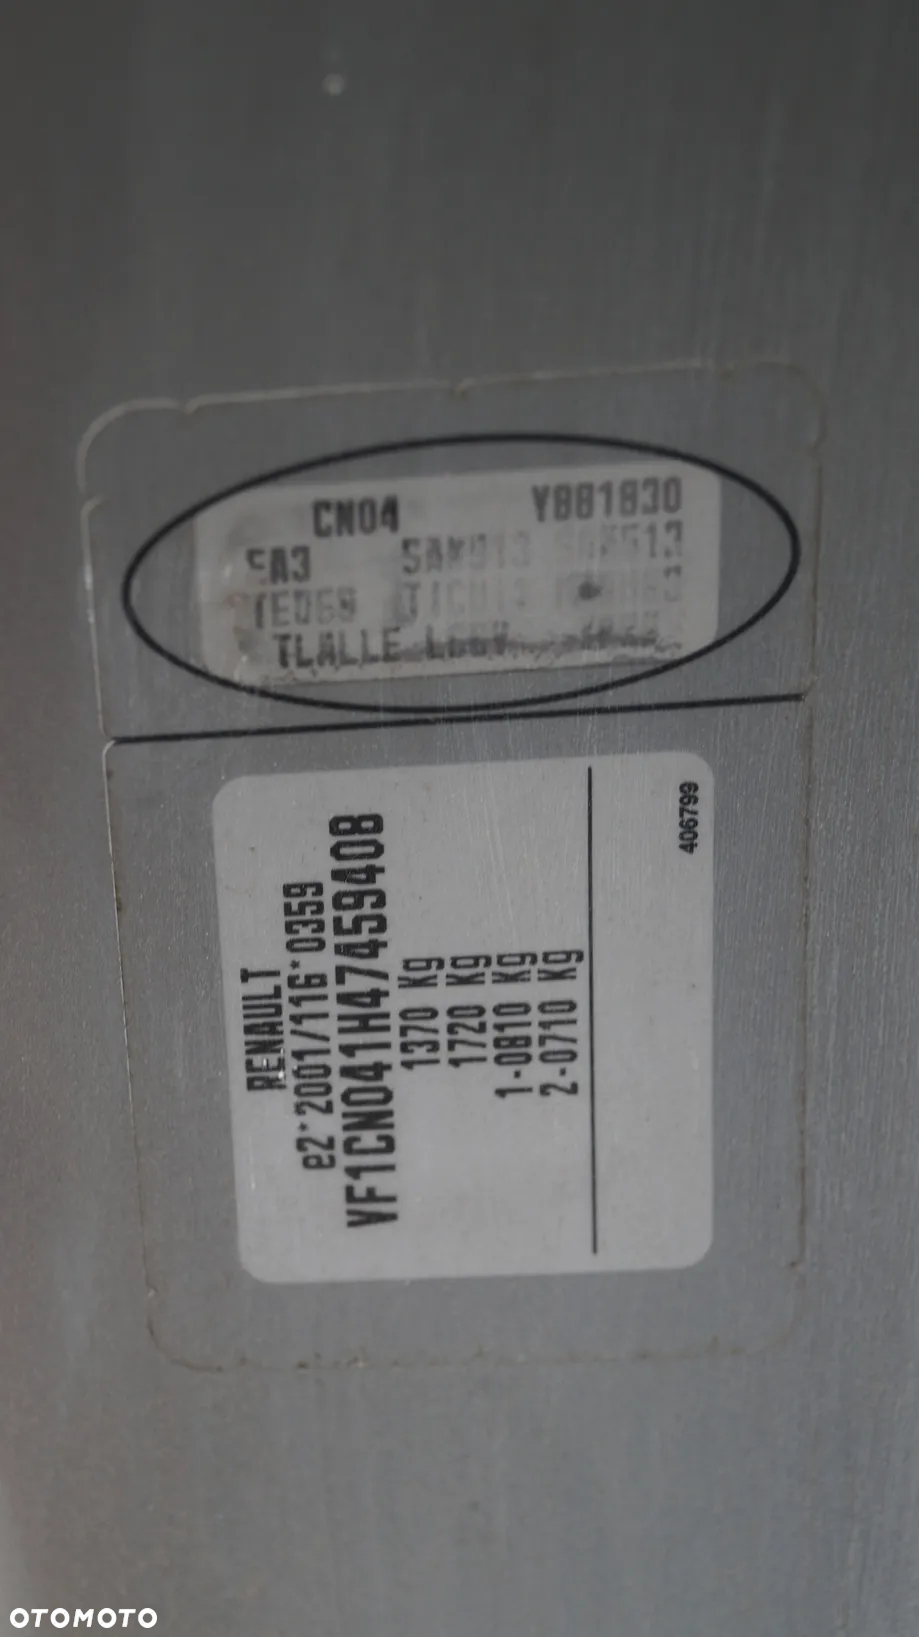 CN04 Y881830
TLALLE
RENAULT
e2*2001/116*0359
VF1CN041H47459408
1370 Kg
1720 Kg
1-0810 Kg
2-0710 Kg
406799
OTOMOTO